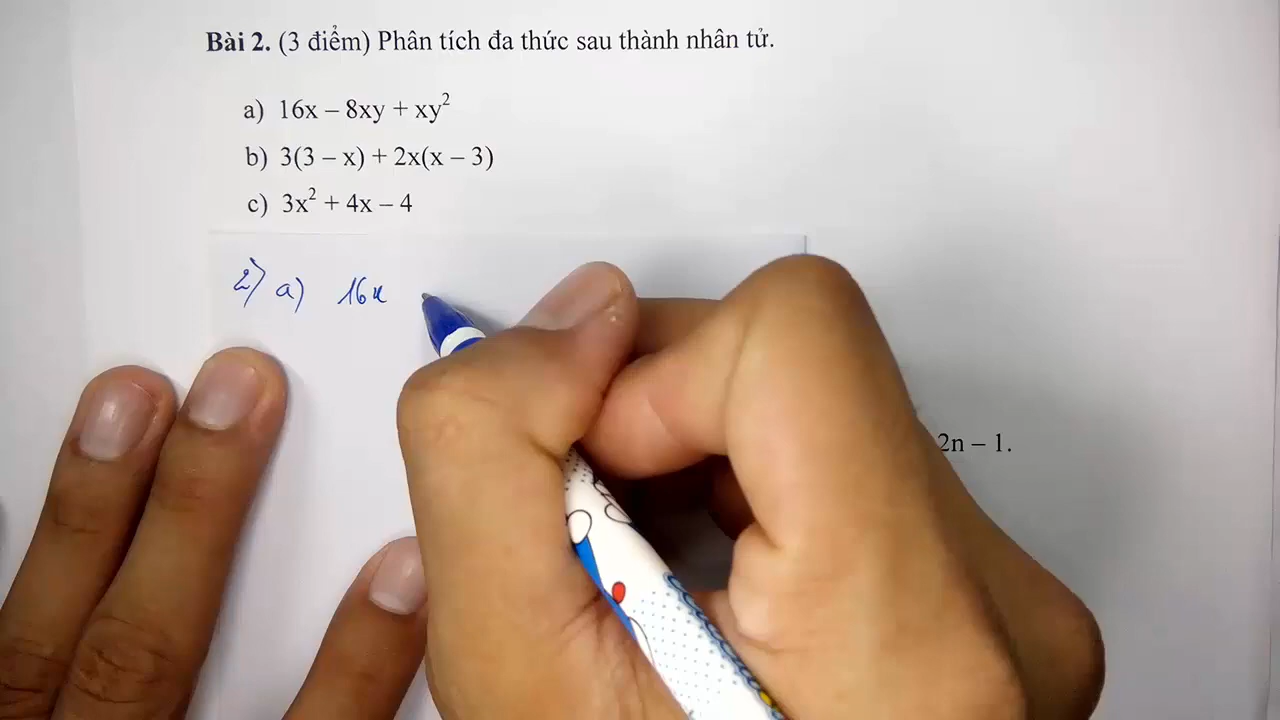 Bài 2. (3 điểm) Phân tích đa thức sau thành nhân tử.
a) 16x – 8xy + xy²
b) 3(3 – x) + 2x(x – 3)
c) 3x² + 4x – 4
2) a) 16x
2n – 1.